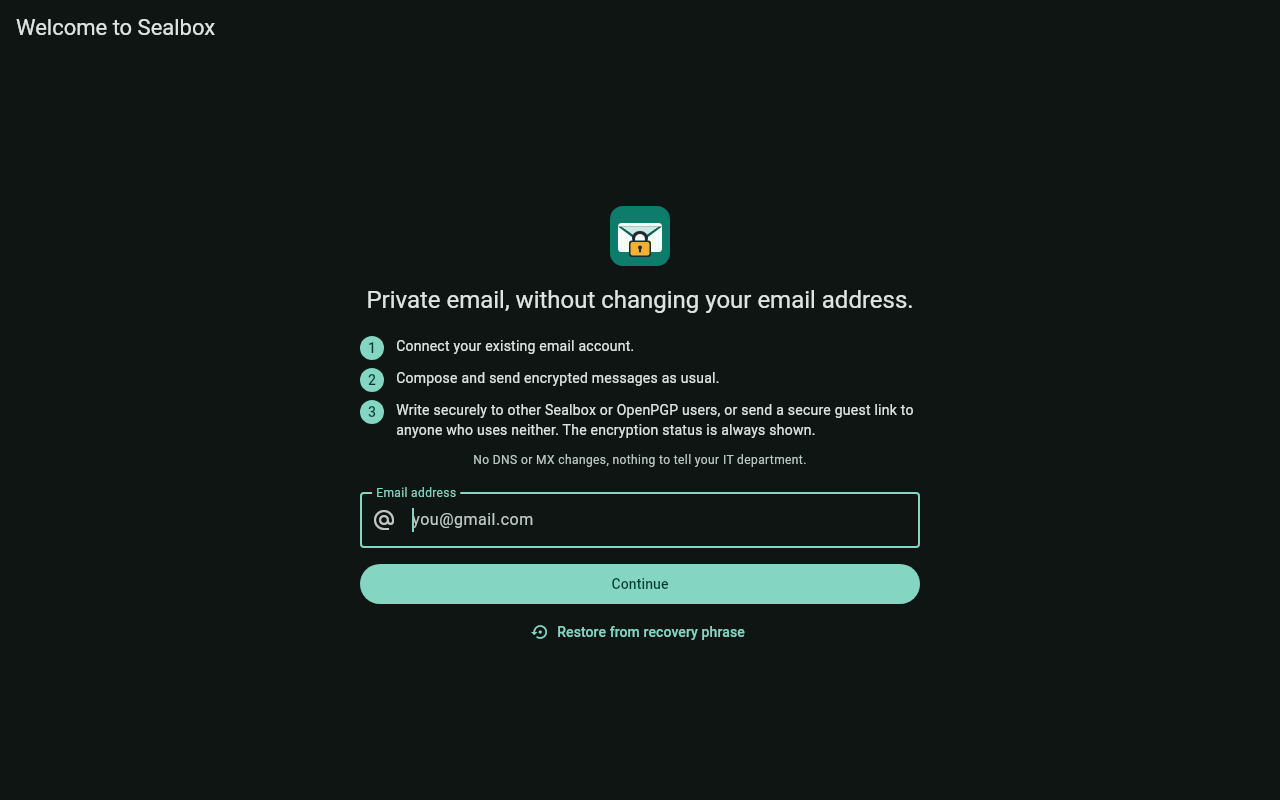 Welcome to Sealbox
Private email, without changing your email address.
1 Connect your existing email account.
2 Compose and send encrypted messages as usual.
3 Write securely to other Sealbox or OpenPGP users, or send a secure guest link to
anyone who uses neither. The encryption status is always shown.
No DNS or MX changes, nothing to tell your IT department.
Email address
@ you@gmail.com
Continue
Restore from recovery phrase